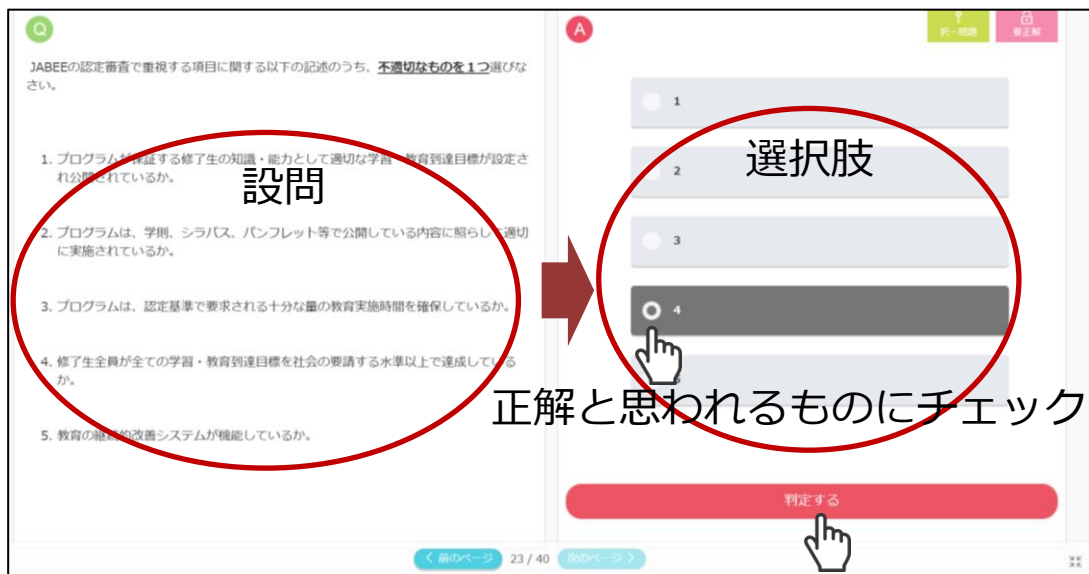 Q
JABEEの認定審査で重視する項目に関する以下の記述のうち、不適切なものを1つ選びな
さい。
1. プログラムが保証する修了生の知識・能力として適切な学習・教育到達目標が設定さ
れ公開されているか。
設問
2. プログラムは、学則、シラバス、パンフレット等で公開している内容に照らして適切
に実施されているか。
3. プログラムは、認定基準で要求される十分な量の教育実施時間を確保しているか。
4. 修了生全員が全ての学習・教育到達目標を社会の要請する水準以上で達成している
か。
5. 教育の継続的改善システムが機能しているか。
A
択一問題
要正解
1
選択肢
2
3
4
5
正解と思われるものにチェック
判定する
< 前のページ 23 / 40 次のページ >